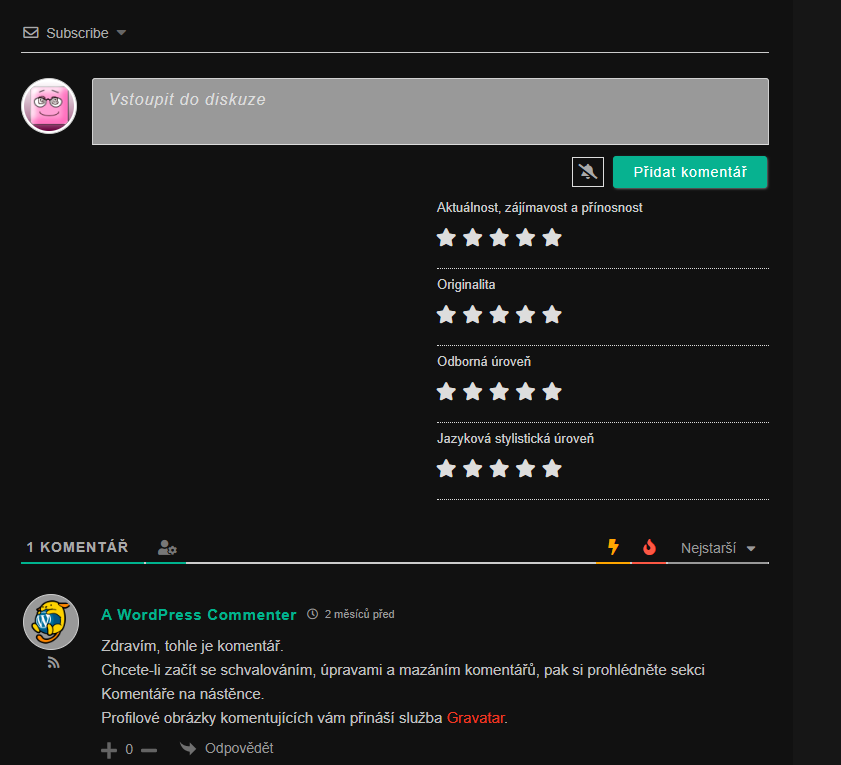 Subscribe
Vstoupit do diskuze
Přidat komentář
Aktuálnost, zájímavost a přínosnost
Originalita
Odborná úroveň
Jazyková stylistická úroveň
1 KOMENTÁŘ
Nejstarší
A WordPress Commenter 2 měsíců před
Zdravím, tohle je komentář.
Chcete-li začít se schvalováním, úpravami a mazáním komentářů, pak si prohlédněte sekci
Komentáře na nástěnce.
Profilové obrázky komentujících vám přináší služba Gravatar.
0 Odpovědět